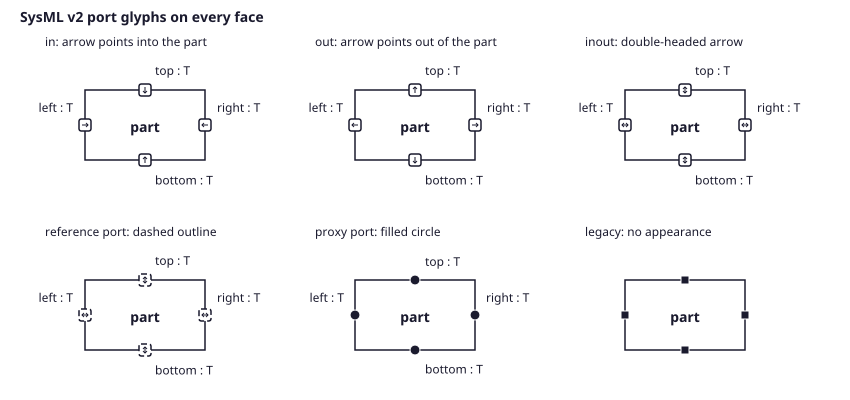 SysML v2 port glyphs on every face
in: arrow points into the part
top : T
left : T
right : T
part
bottom : T
out: arrow points out of the part
top : T
left : T
right : T
part
bottom : T
inout: double-headed arrow
top : T
left : T
right : T
part
bottom : T
reference port: dashed outline
top : T
left : T
right : T
part
bottom : T
proxy port: filled circle
top : T
left : T
right : T
part
bottom : T
legacy: no appearance
part